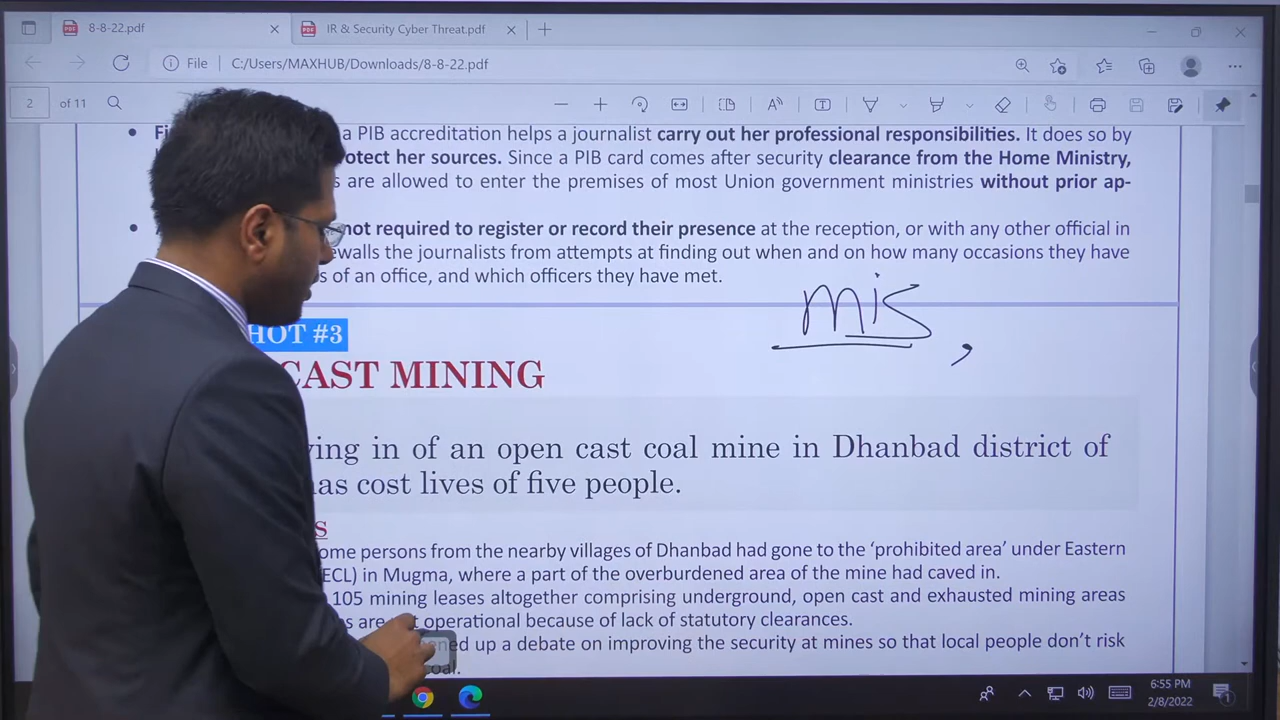 8-8-22.pdf
IR & Security Cyber Threat.pdf
File C:/Users/MAXHUB/Downloads/8-8-22.pdf
2 of 11
a PIB accreditation helps a journalist carry out her professional responsibilities. It does so by
her sources. Since a PIB card comes after security clearance from the Home Ministry,
are allowed to enter the premises of most Union government ministries without prior ap-
not required to register or record their presence at the reception, or with any other official in
the journalists from attempts at finding out when and on how many occasions they have
of an office, and which officers they have met.
mis,
HOT #3
CAST MINING
in of an open cast coal mine in Dhanbad district of
has cost lives of five people.
persons from the nearby villages of Dhanbad had gone to the ‘prohibited area’ under Eastern
ECL) in Mugma, where a part of the overburdened area of the mine had caved in.
105 mining leases altogether comprising underground, open cast and exhausted mining areas
are operational because of lack of statutory clearances.
up a debate on improving the security at mines so that local people don’t risk
coal.
6:55 PM
2/8/2022
1